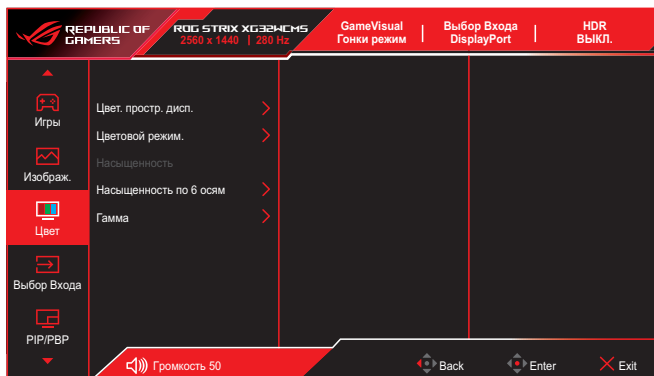 REPUBLIC OF GAMERS
ROG STRIX XG32WCMS
2560 x 1440 | 280 Hz
GameVisual
Гонки режим
Выбор Входа
DisplayPort
HDR
ВЫКЛ.
Игры
Изображ.
Цвет
Выбор Входа
PIP/PBP
Цвет. простр. дисп.
Цветовой режим.
Насыщенность
Насыщенность по 6 осям
Гамма
Громкость 50
Back
Enter
Exit